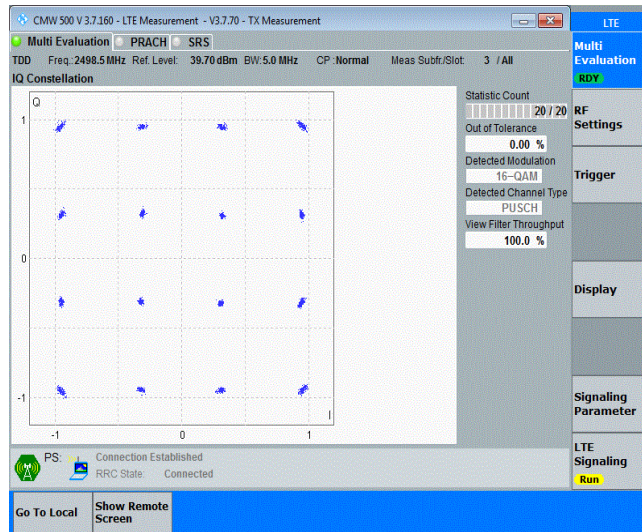 CMW 500 V 3.7.160 - LTE Measurement  - V3.7.70 - TX Measurement
LTE
Multi Evaluation PRACH SRS
TDD Freg.:2498.5 MHz Ref. Level: 39.70 dBm BW: 5.0 MHz CP :Normal Meas Subfr./Slot: 3 / All
IQ Constellation
Q
1
0
-1
-1 0 1
I
Statistic Count
20 / 20
Out of Tolerance
0.00 %
Detected Modulation
16-QAM
Detected Channel Type
PUSCH
View Filter Throughput
100.0 %
Multi
Evaluation
RDY
RF
Settings
Trigger
Display
Signaling
Parameter
LTE
Signaling
Run
PS: Connection Established
RRC State: Connected
Go To Local
Show Remote
Screen